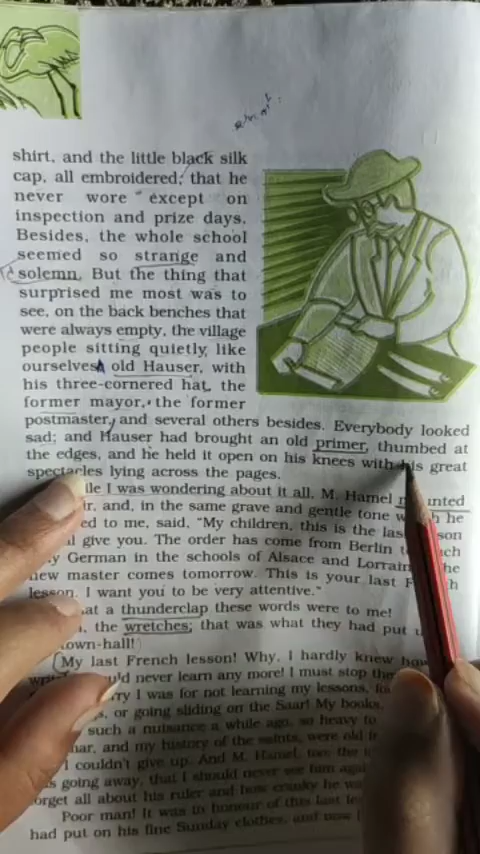 shirt, and the little black silk
cap, all embroidered, that he
never wore except on
inspection and prize days.
Besides, the whole school
seemed so strange and
solemn. But the thing that
surprised me most was to
see, on the back benches that
were always empty, the village
people sitting quietly like
ourselves; old Hauser, with
his three-cornered hat, the
former mayor, the former
postmaster, and several others besides. Everybody looked
sad; and Hauser had brought an old primer, thumbed at
the edges, and he held it open on his knees with his great
spectacles lying across the pages.
I was wondering about it all, M. Hamel
and, in the same grave and gentle tone he
to me, said, "My children, this is the
give you. The order has come from Berlin
German in the schools of Alsace and Lorraine.
new master comes tomorrow. This is your last
lesson. I want you to be very attentive."
at a thunderclap these words were to me!
the wretches; that was what they had put
town-hall!
My last French lesson! Why, I hardly knew how
never learn any more! I must stop
I was for not learning my lessons,
or going sliding on the Saar! My books,
such a nuisance a while ago, so heavy to
and my history of the saints, were old
I couldn't give up. And M. Hamel, too; the
going away, that I should never see him
all about his ruler and how cranky he
Poor man! It was in honour of this last
had put on his fine Sunday clothes, and now